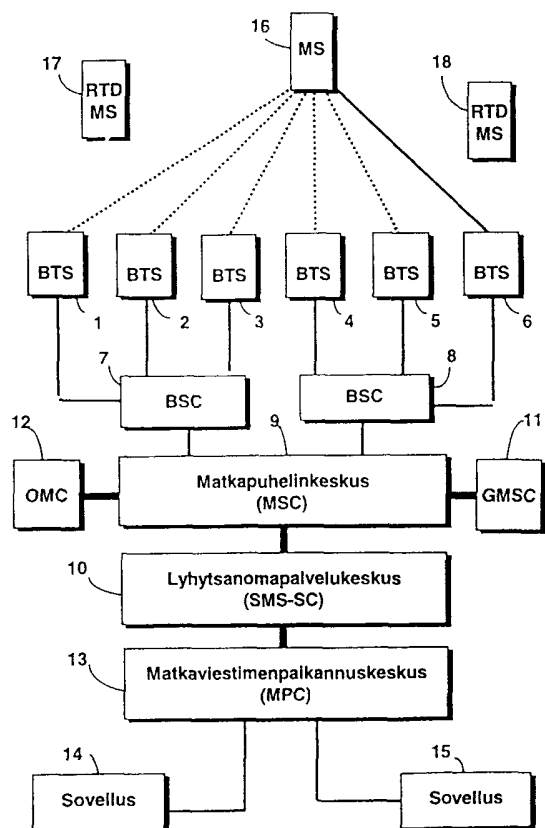 16
MS
17
RTD
MS
18
RTD
MS
BTS
BTS
BTS
BTS
BTS
BTS
1
2
3
4
5
6
7
8
BSC
BSC
9
12
11
OMC
Matkapuhelinkeskus
(MSC)
GMSC
10
Lyhytsanomapalvelukeskus
(SMS-SC)
13
Matkaviestimenpaikannuskeskus
(MPC)
14
15
Sovellus
Sovellus